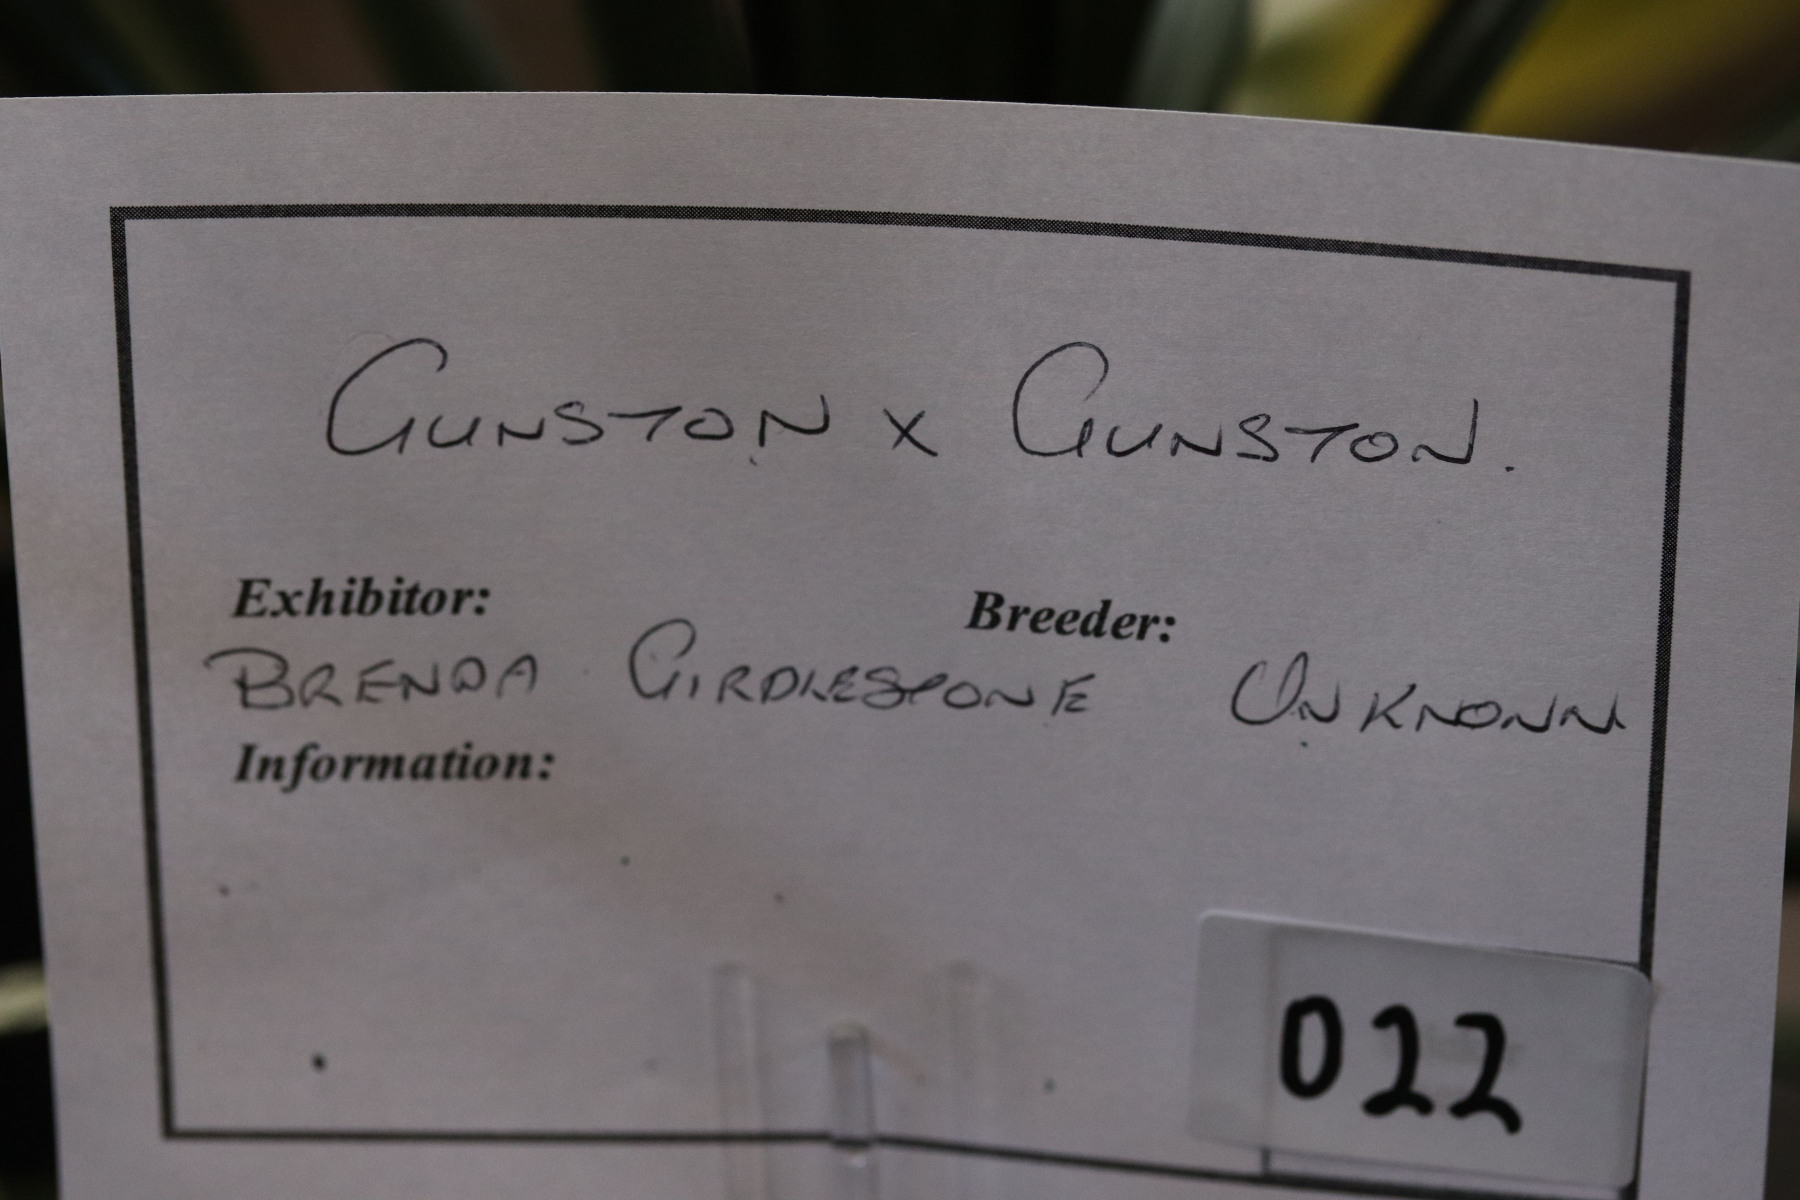 GUNSTON x GUNSTON.
Exhibitor: Breeder:
BRENDA GIRDLESTONE UNKNOWN
Information:
022